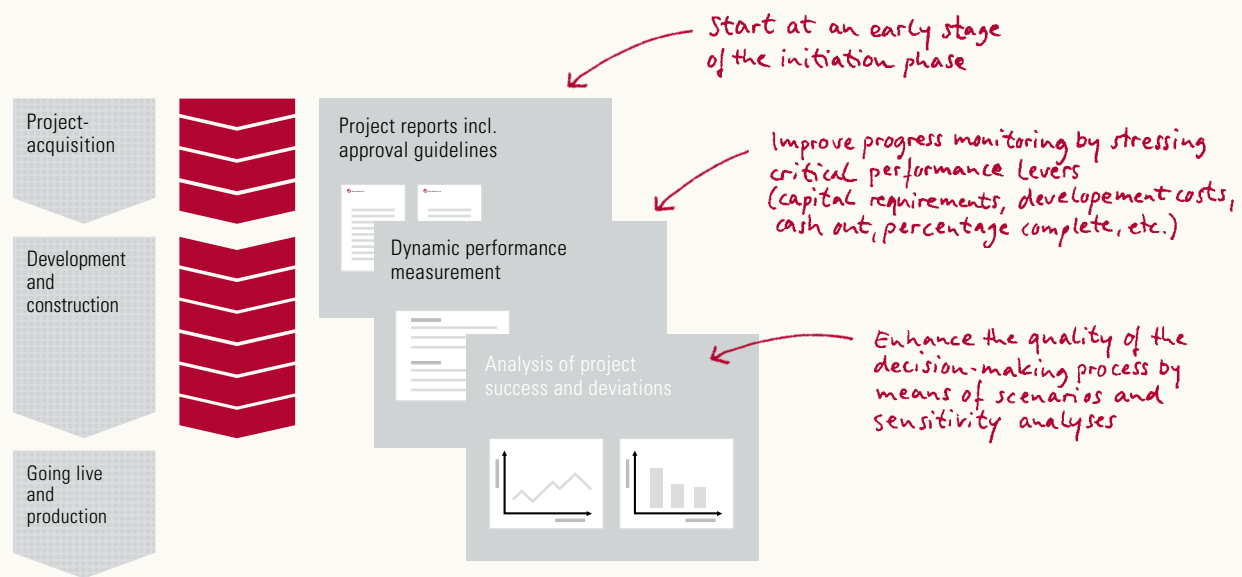 Project-
acquisition
Development
and
construction
Going live
and
production
Project reports incl.
approval guidelines
Dynamic performance
measurement
Analysis of project
success and deviations
Start at an early stage
of the initiation phase
Improve progress monitoring by stressing
critical performance levers
(capital requirements, developement costs,
cash out, percentage complete, etc.)
Enhance the quality of the
decision-making process by
means of scenarios and
sensitivity analyses